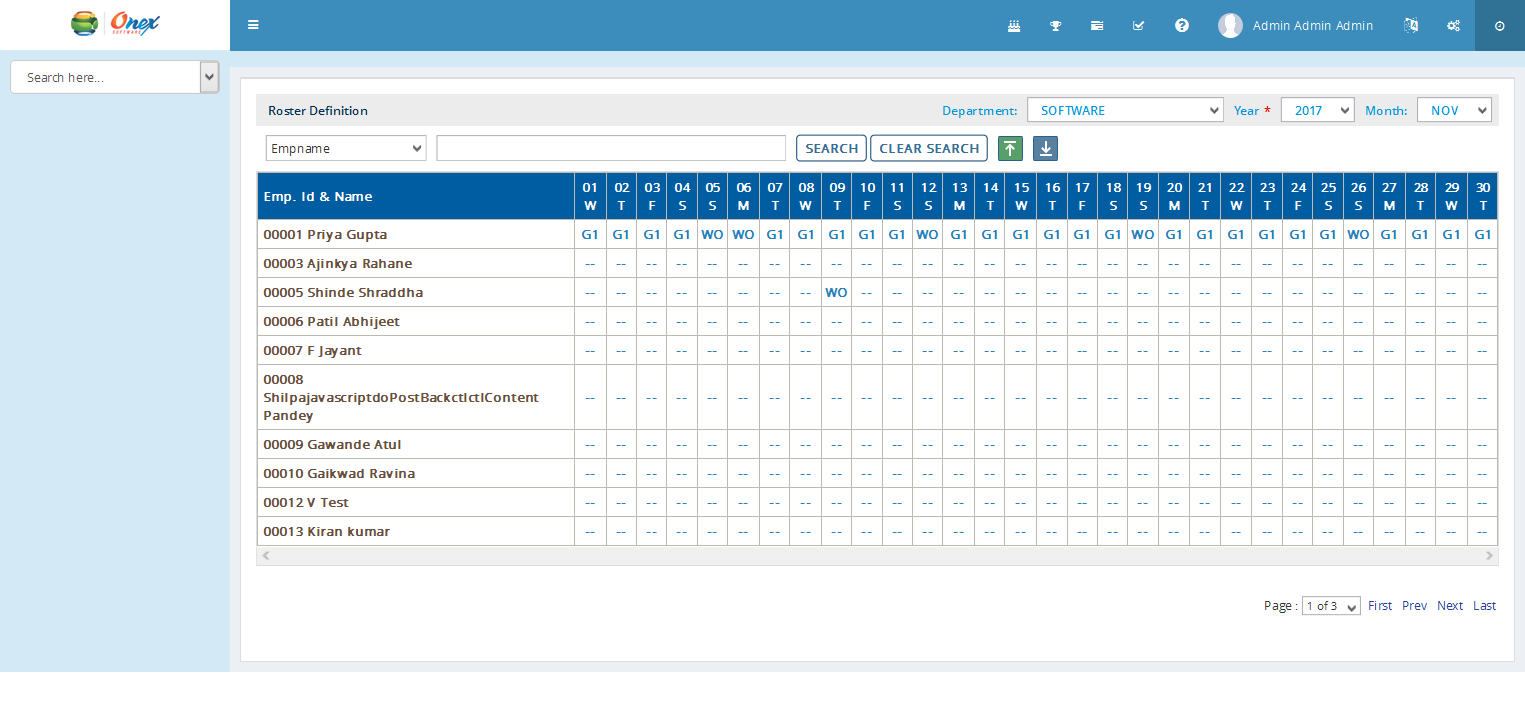 Onex
SOFTWARE
Admin Admin Admin
Search here...
Roster Definition Department: SOFTWARE Year * 2017 Month: NOV
Empname SEARCH CLEAR SEARCH
Emp. Id & Name 01 02 03 04 05 06 07 08 09 10 11 12 13 14 15 16 17 18 19 20 21 22 23 24 25 26 27 28 29 30
W T F S S M T W T F S S M T W T F S S M T W T F S S M T W T
00001 Priya Gupta G1 G1 G1 G1 WO WO G1 G1 G1 G1 G1 WO G1 G1 G1 G1 G1 G1 WO G1 G1 G1 G1 G1 G1 WO G1 G1 G1 G1
00003 Ajinkya Rahane -- -- -- -- -- -- -- -- -- -- -- -- -- -- -- -- -- -- -- -- -- -- -- -- -- -- -- -- -- --
00005 Shinde Shraddha -- -- -- -- -- -- -- -- WO -- -- -- -- -- -- -- -- -- -- -- -- -- -- -- -- -- -- -- -- --
00006 Patil Abhijeet -- -- -- -- -- -- -- -- -- -- -- -- -- -- -- -- -- -- -- -- -- -- -- -- -- -- -- -- -- --
00007 F Jayant -- -- -- -- -- -- -- -- -- -- -- -- -- -- -- -- -- -- -- -- -- -- -- -- -- -- -- -- -- --
00008
ShilpajavascriptdoPostBackctlctlContent -- -- -- -- -- -- -- -- -- -- -- -- -- -- -- -- -- -- -- -- -- -- -- -- -- -- -- -- -- --
Pandey
00009 Gawande Atul -- -- -- -- -- -- -- -- -- -- -- -- -- -- -- -- -- -- -- -- -- -- -- -- -- -- -- -- -- --
00010 Gaikwad Ravina -- -- -- -- -- -- -- -- -- -- -- -- -- -- -- -- -- -- -- -- -- -- -- -- -- -- -- -- -- --
00012 V Test -- -- -- -- -- -- -- -- -- -- -- -- -- -- -- -- -- -- -- -- -- -- -- -- -- -- -- -- -- --
00013 Kiran kumar -- -- -- -- -- -- -- -- -- -- -- -- -- -- -- -- -- -- -- -- -- -- -- -- -- -- -- -- -- --
Page : 1 of 3 First Prev Next Last